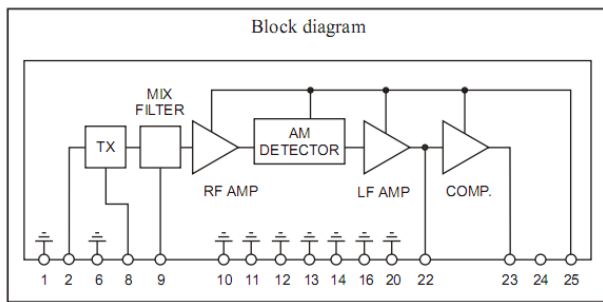 Block diagram
MIX
FILTER
TX
AM
DETECTOR
RF AMP
LF AMP
COMP.
1 2 6 8 9 10 11 12 13 14 16 20 22 23 24 25